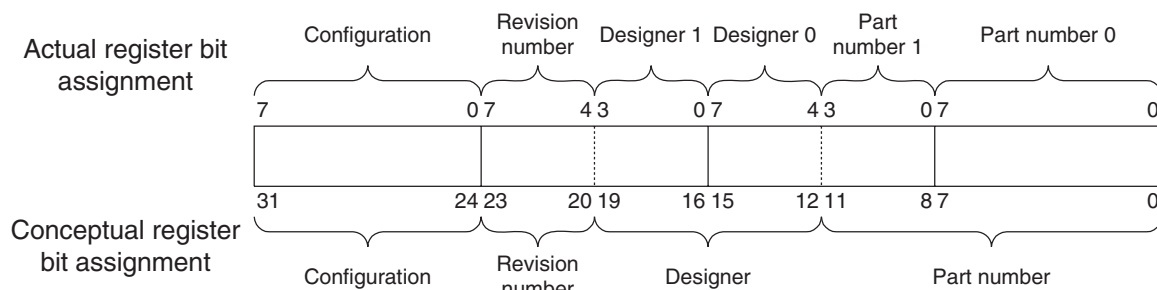 Actual register bit
assignment
Configuration
Revision
number
Designer 1
Designer 0
Part
number 1
Part number 0
7 0 7 4 3 0 7 4 3 0 7 0
31 24 23 20 19 16 15 12 11 8 7 0
Conceptual register
bit assignment
Configuration
Revision
number
Designer
Part number